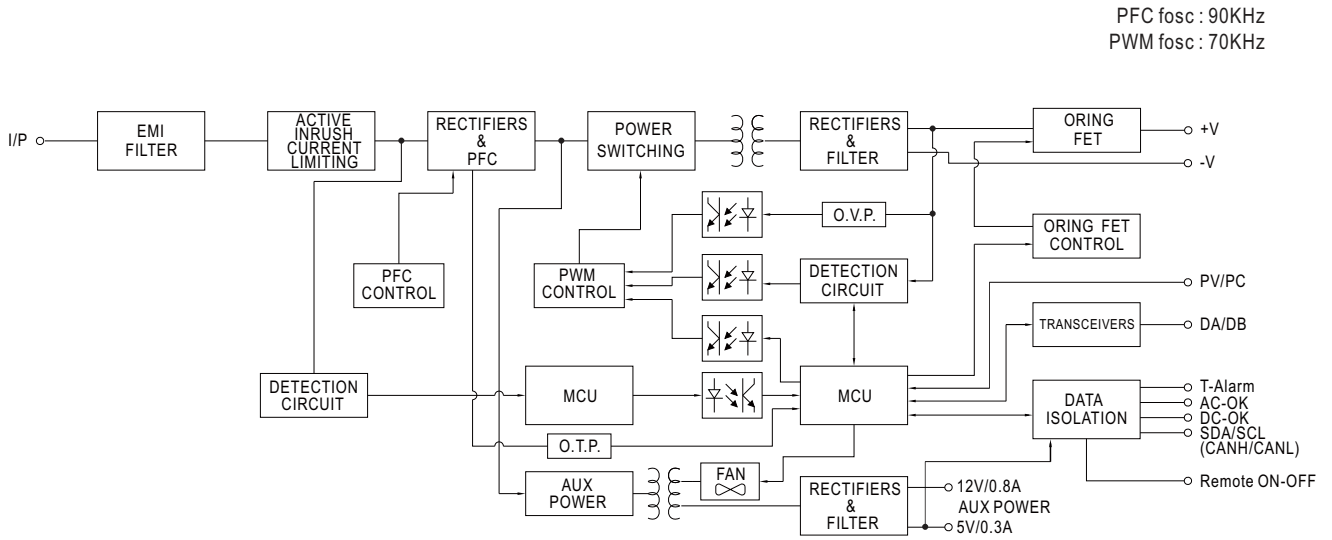 PFC fosc : 90KHz
PWM fosc : 70KHz
I/P
EMI
FILTER
ACTIVE
INRUSH
CURRENT
LIMITING
RECTIFIERS
&
PFC
POWER
SWITCHING
RECTIFIERS
&
FILTER
ORING
FET
+V
-V
O.V.P.
ORING FET
CONTROL
PFC
CONTROL
PWM
CONTROL
DETECTION
CIRCUIT
PV/PC
TRANSCEIVERS
DA/DB
DETECTION
CIRCUIT
MCU
MCU
DATA
ISOLATION
T-Alarm
AC-OK
DC-OK
SDA/SCL
(CANH/CANL)
O.T.P.
Remote ON-OFF
AUX
POWER
FAN
RECTIFIERS
&
FILTER
12V/0.8A
AUX POWER
5V/0.3A